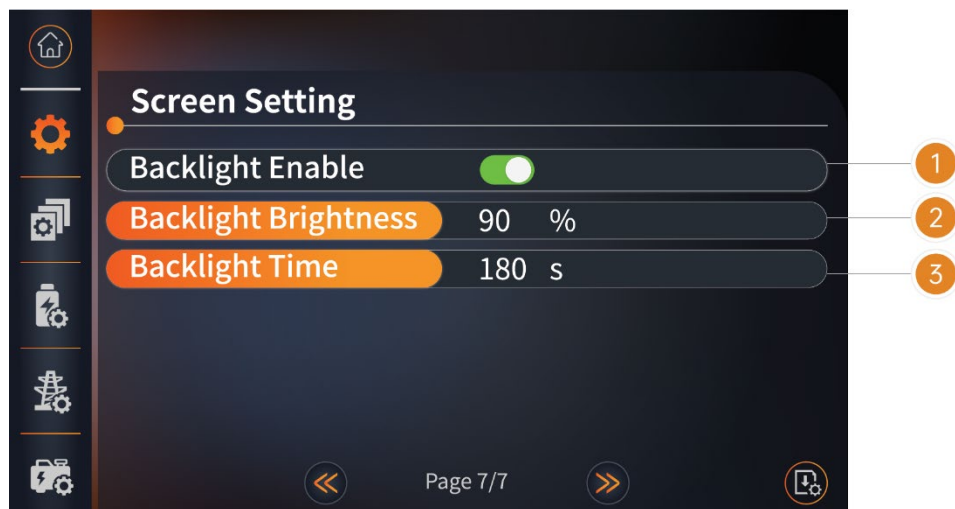 Screen Setting
Backlight Enable
1
Backlight Brightness 90 %
2
Backlight Time 180 s
3
Page 7/7